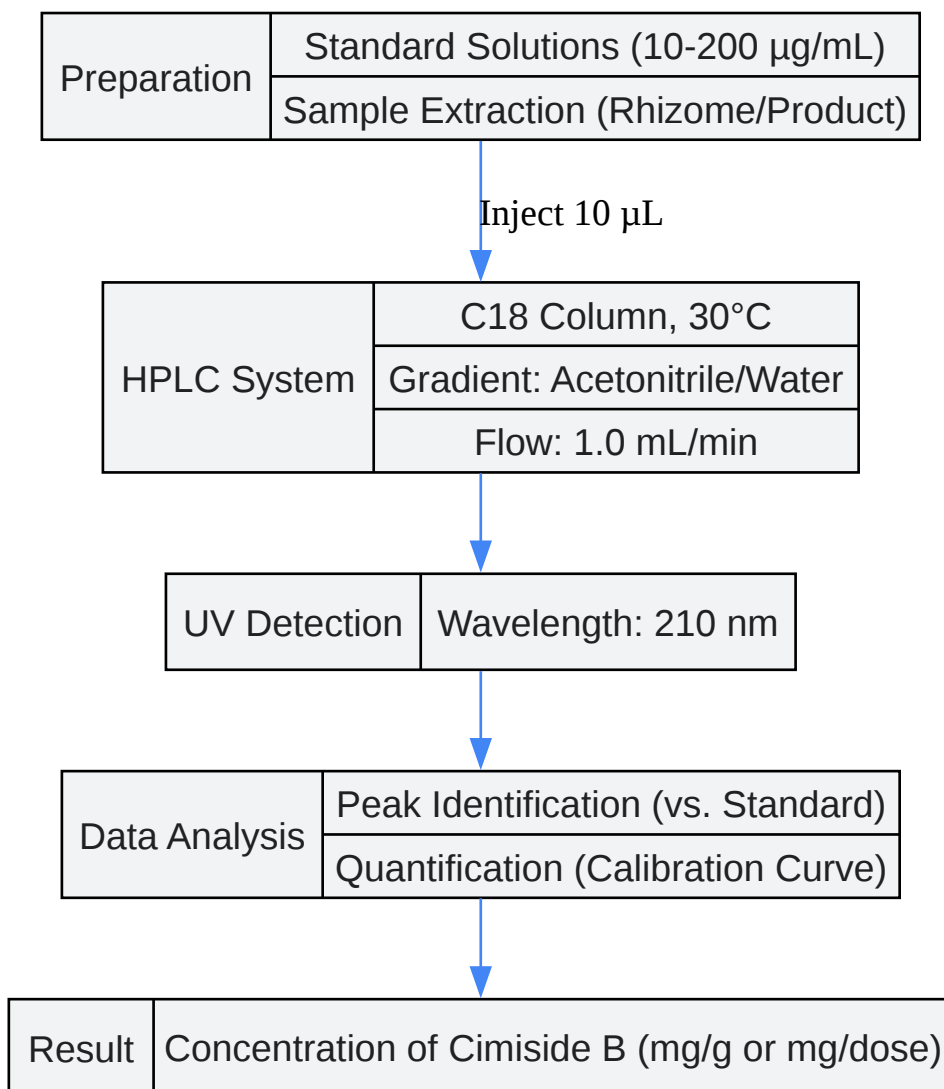 Preparation
Standard Solutions (10-200 µg/mL)
Sample Extraction (Rhizome/Product)
Inject 10 µL
HPLC System
C18 Column, 30°C
Gradient: Acetonitrile/Water
Flow: 1.0 mL/min
UV Detection
Wavelength: 210 nm
Data Analysis
Peak Identification (vs. Standard)
Quantification (Calibration Curve)
Result
Concentration of Cimiside B (mg/g or mg/dose)